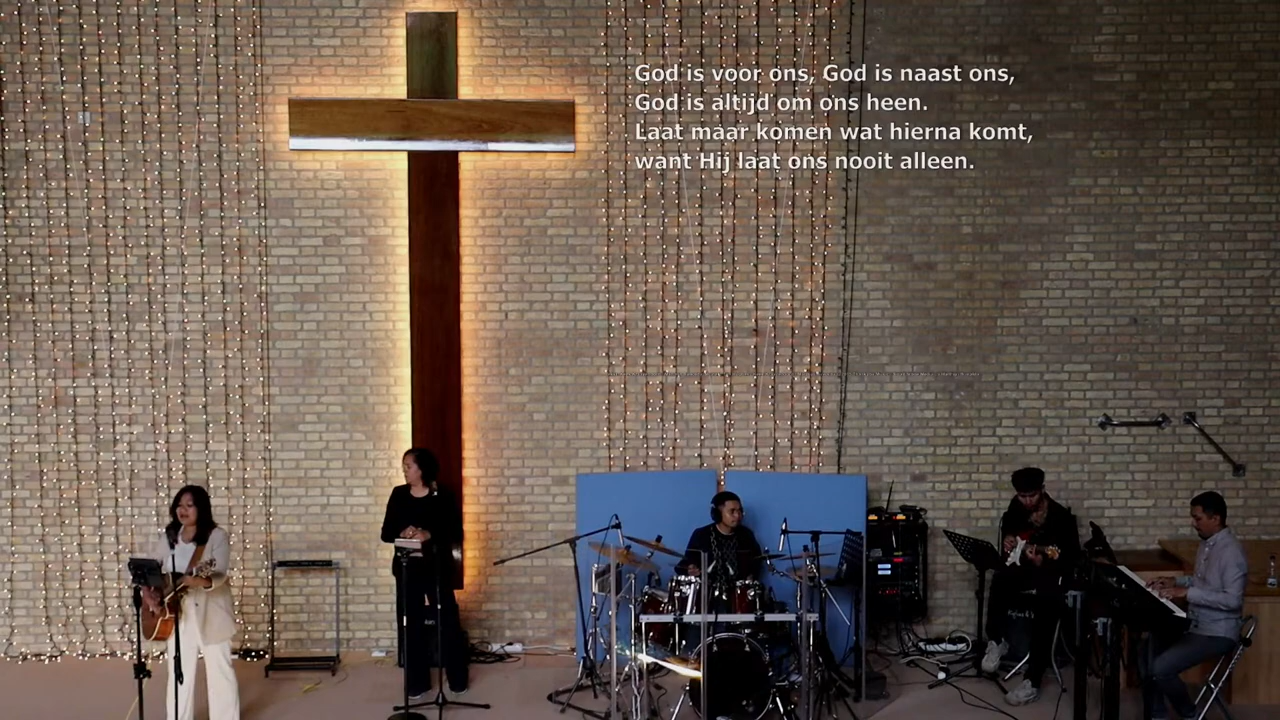 God is voor ons, God is naast ons,
God is altijd om ons heen.
Laat maar komen wat hierna komt,
want Hij laat ons nooit alleen.